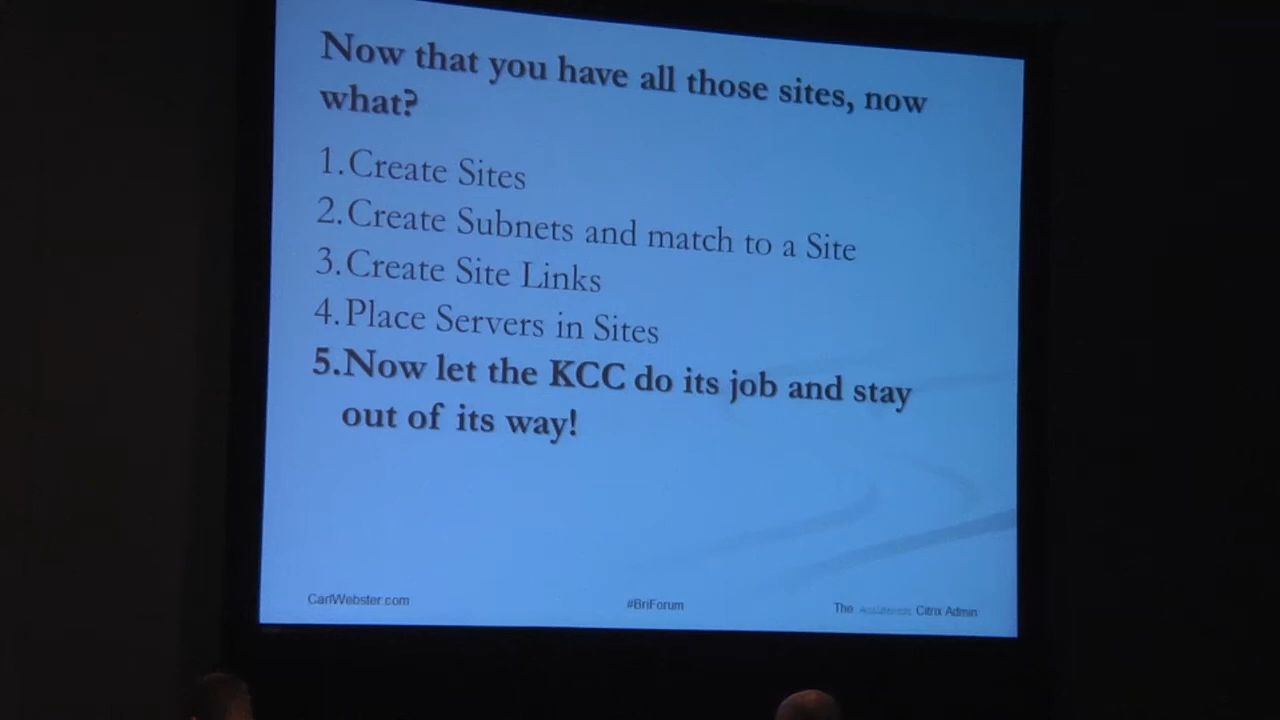 Now that you have all those sites, now
what?
1.Create Sites
2.Create Subnets and match to a Site
3.Create Site Links
4.Place Servers in Sites
5.Now let the KCC do its job and stay
out of its way!
CarlWebster.com
#BriForum
The Citrix Admin